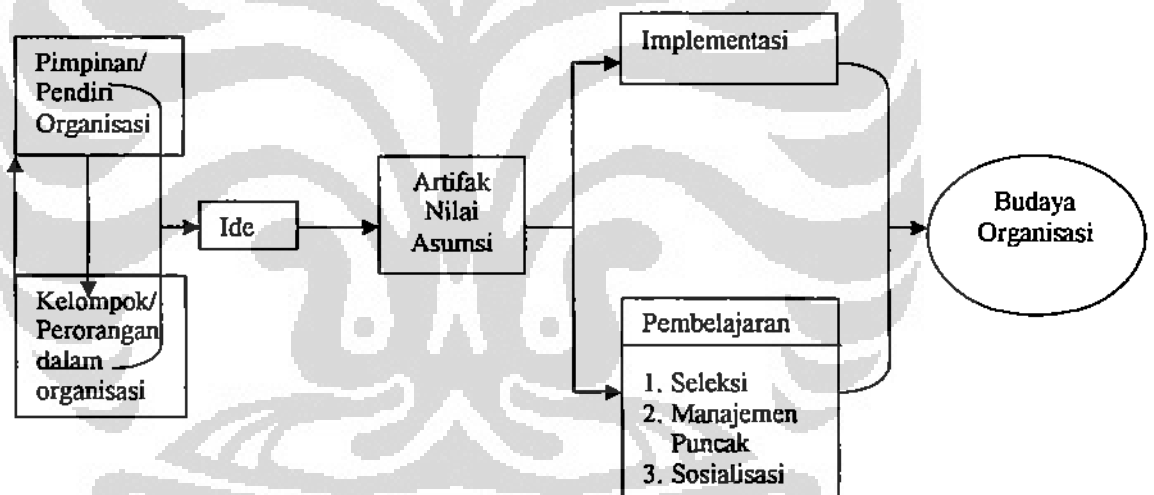 Pimpinan/
Pendiri
Organisasi
Kelompok/
Perorangan
dalam
organisasi
Ide
Artifak
Nilai
Asumsi
Implementasi
Pembelajaran
1. Seleksi
2. Manajemen
Puncak
3. Sosialisasi
Budaya
Organisasi